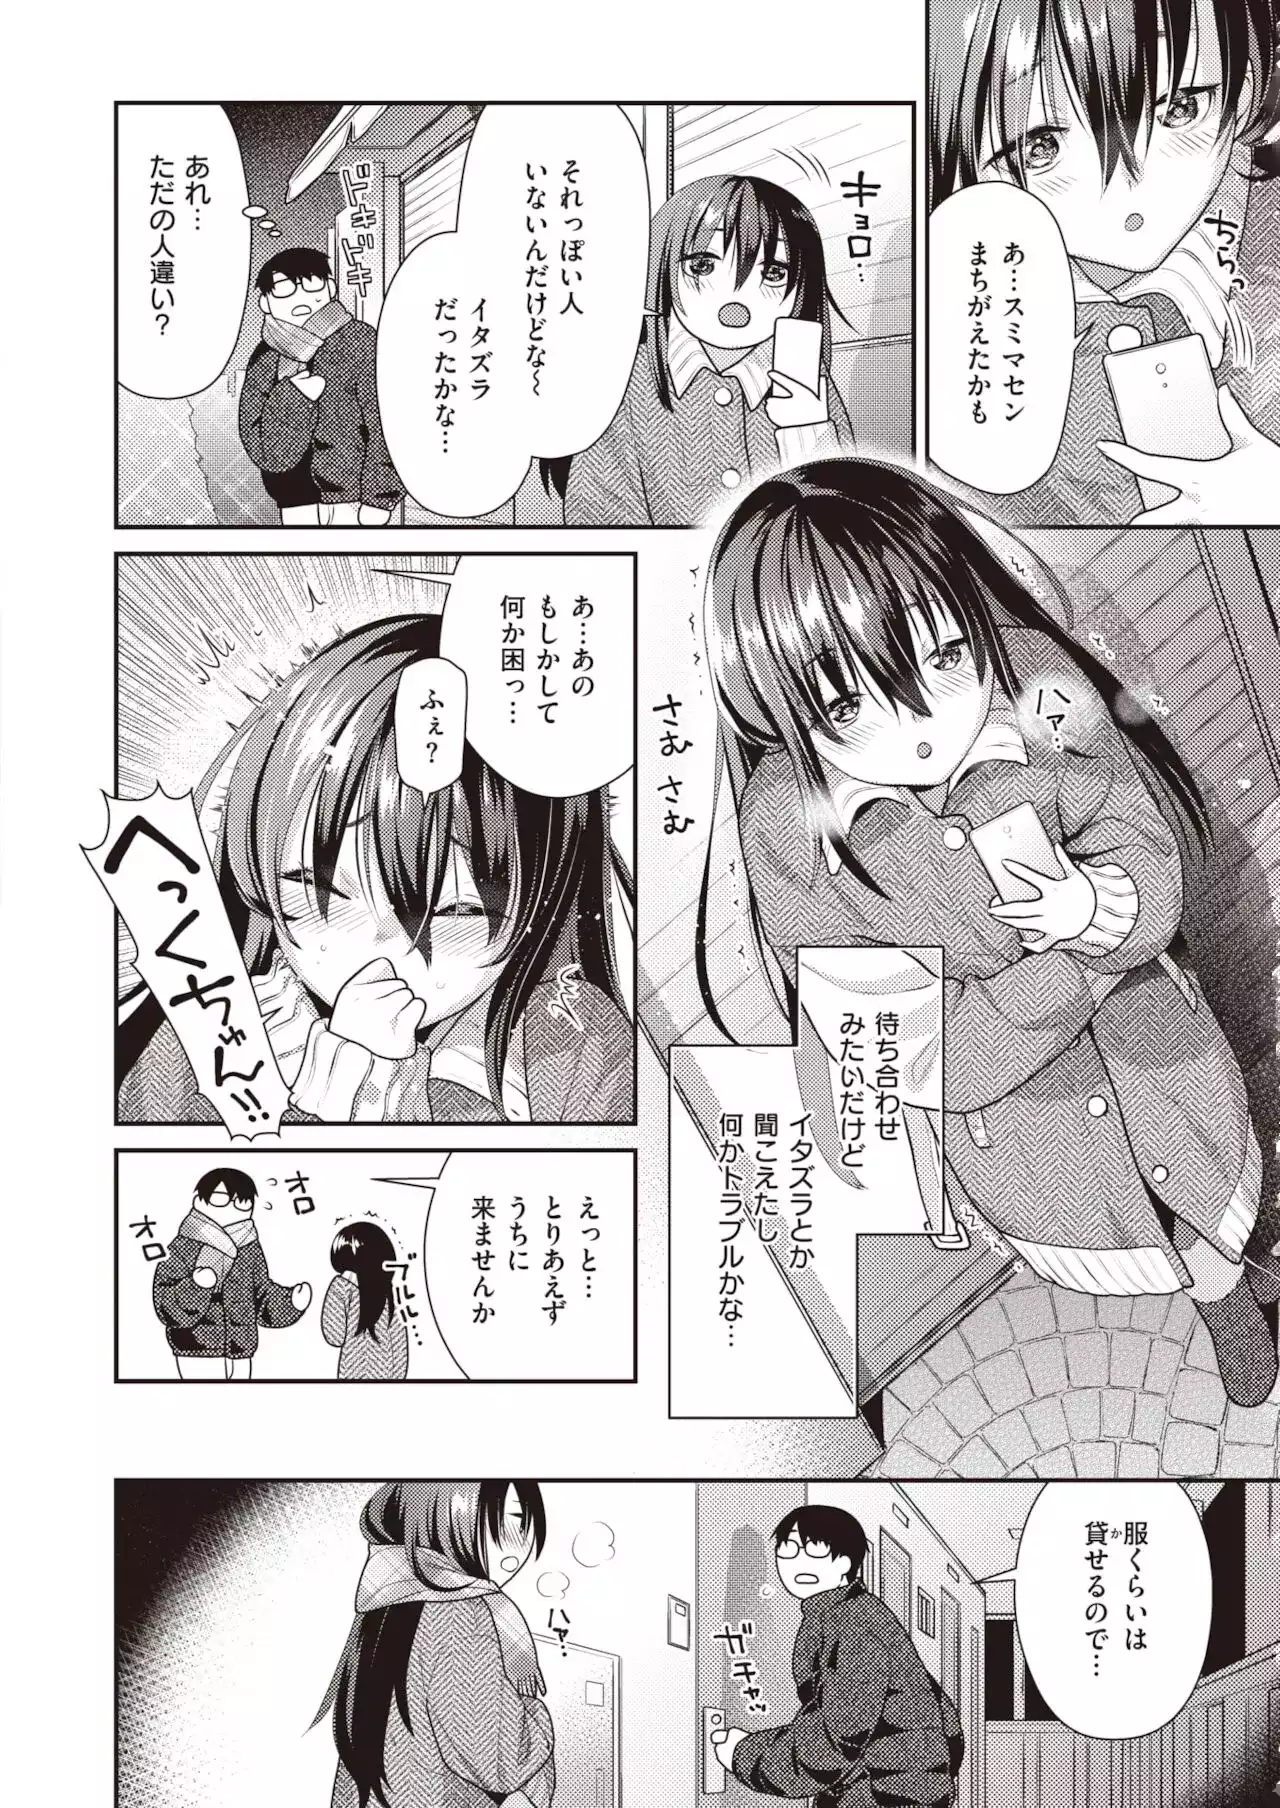 ちらっ
あ…スミマセン
まちがえたかも
キョロ…
それっぽい人
いないんだけどな〜
イタズラ
だったかな…
ドキドキ
あれ…
ただの人違い?
ハァ…
さむさむ
待ち合わせ
みたいだけど
イタズラとか
聞こえたし
何かトラブルかな…
あ…あの
もしかして
何か困っ…
ふぇ?
へっくちゅん!!
えっと…
とりあえず
うちに
来ませんか
ブルル…
オロ
オロ
服くらいは
貸せるので…
か
ガチャッ
ハァ…